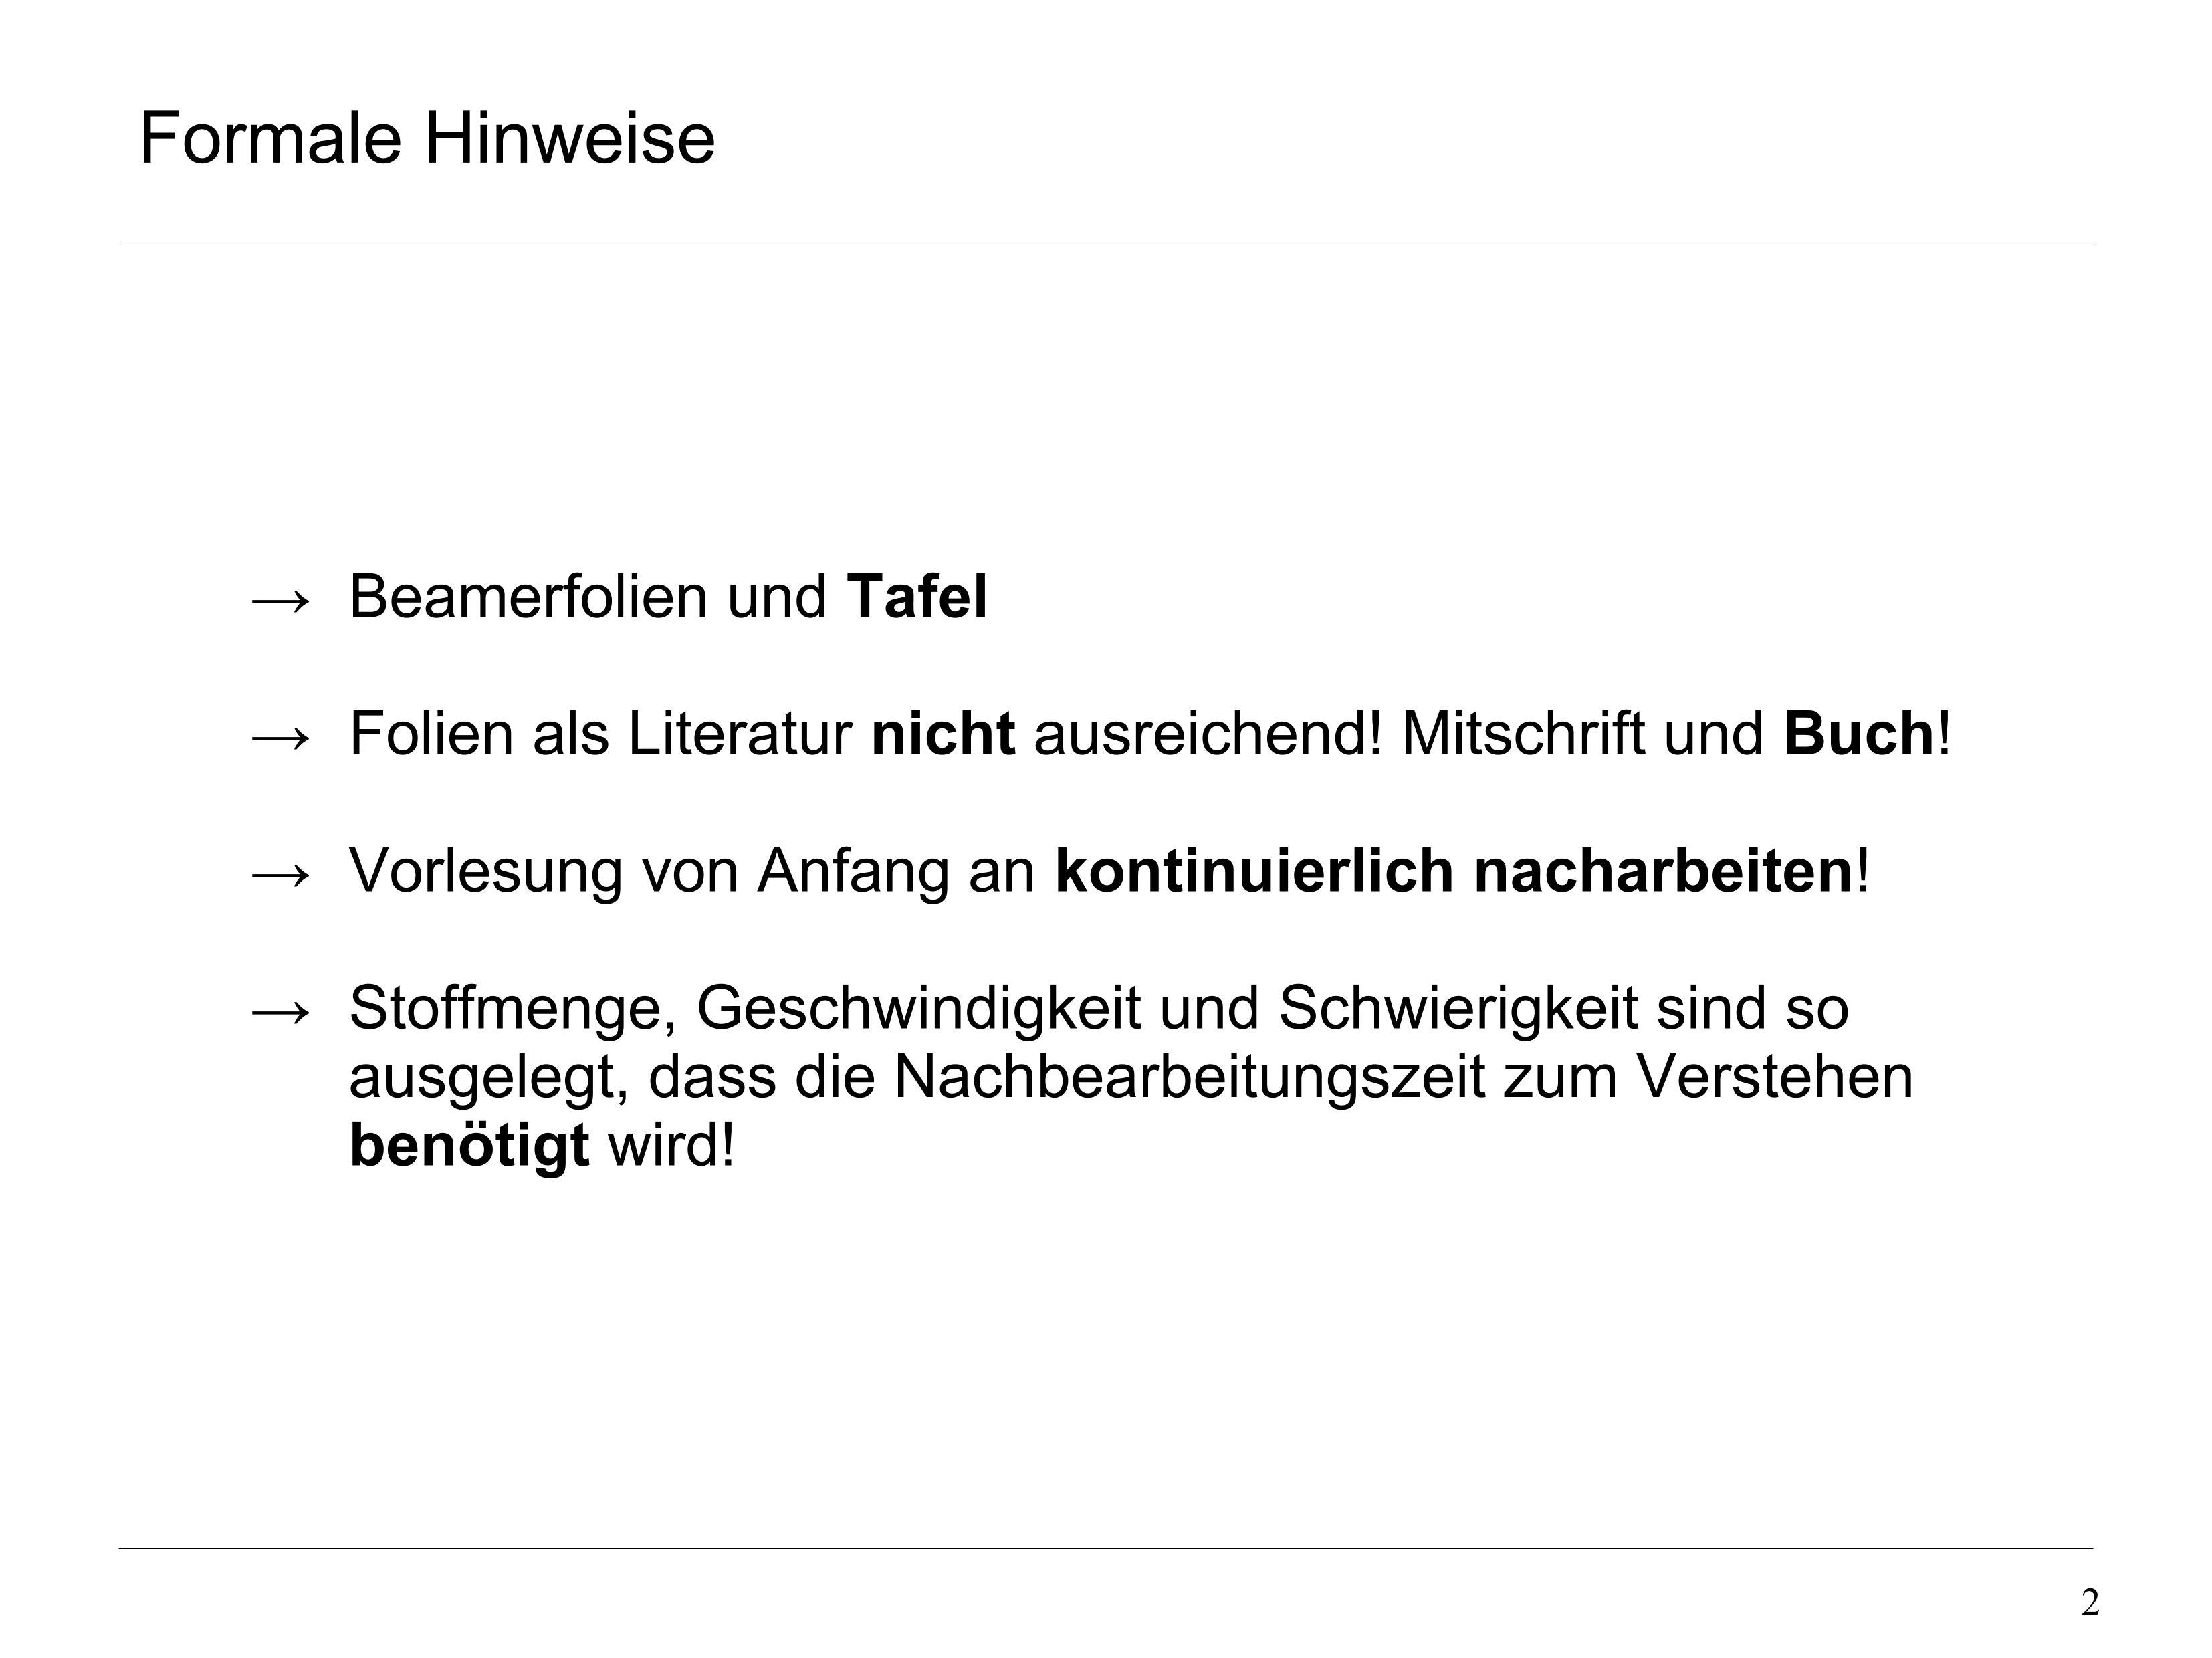 Formale Hinweise
→ Beamerfolien und Tafel
→ Folien als Literatur nicht ausreichend! Mitschrift und Buch!
→ Vorlesung von Anfang an kontinuierlich nacharbeiten!
→ Stoffmenge, Geschwindigkeit und Schwierigkeit sind so
ausgelegt, dass die Nachbearbeitungszeit zum Verstehen
benötigt wird!
2